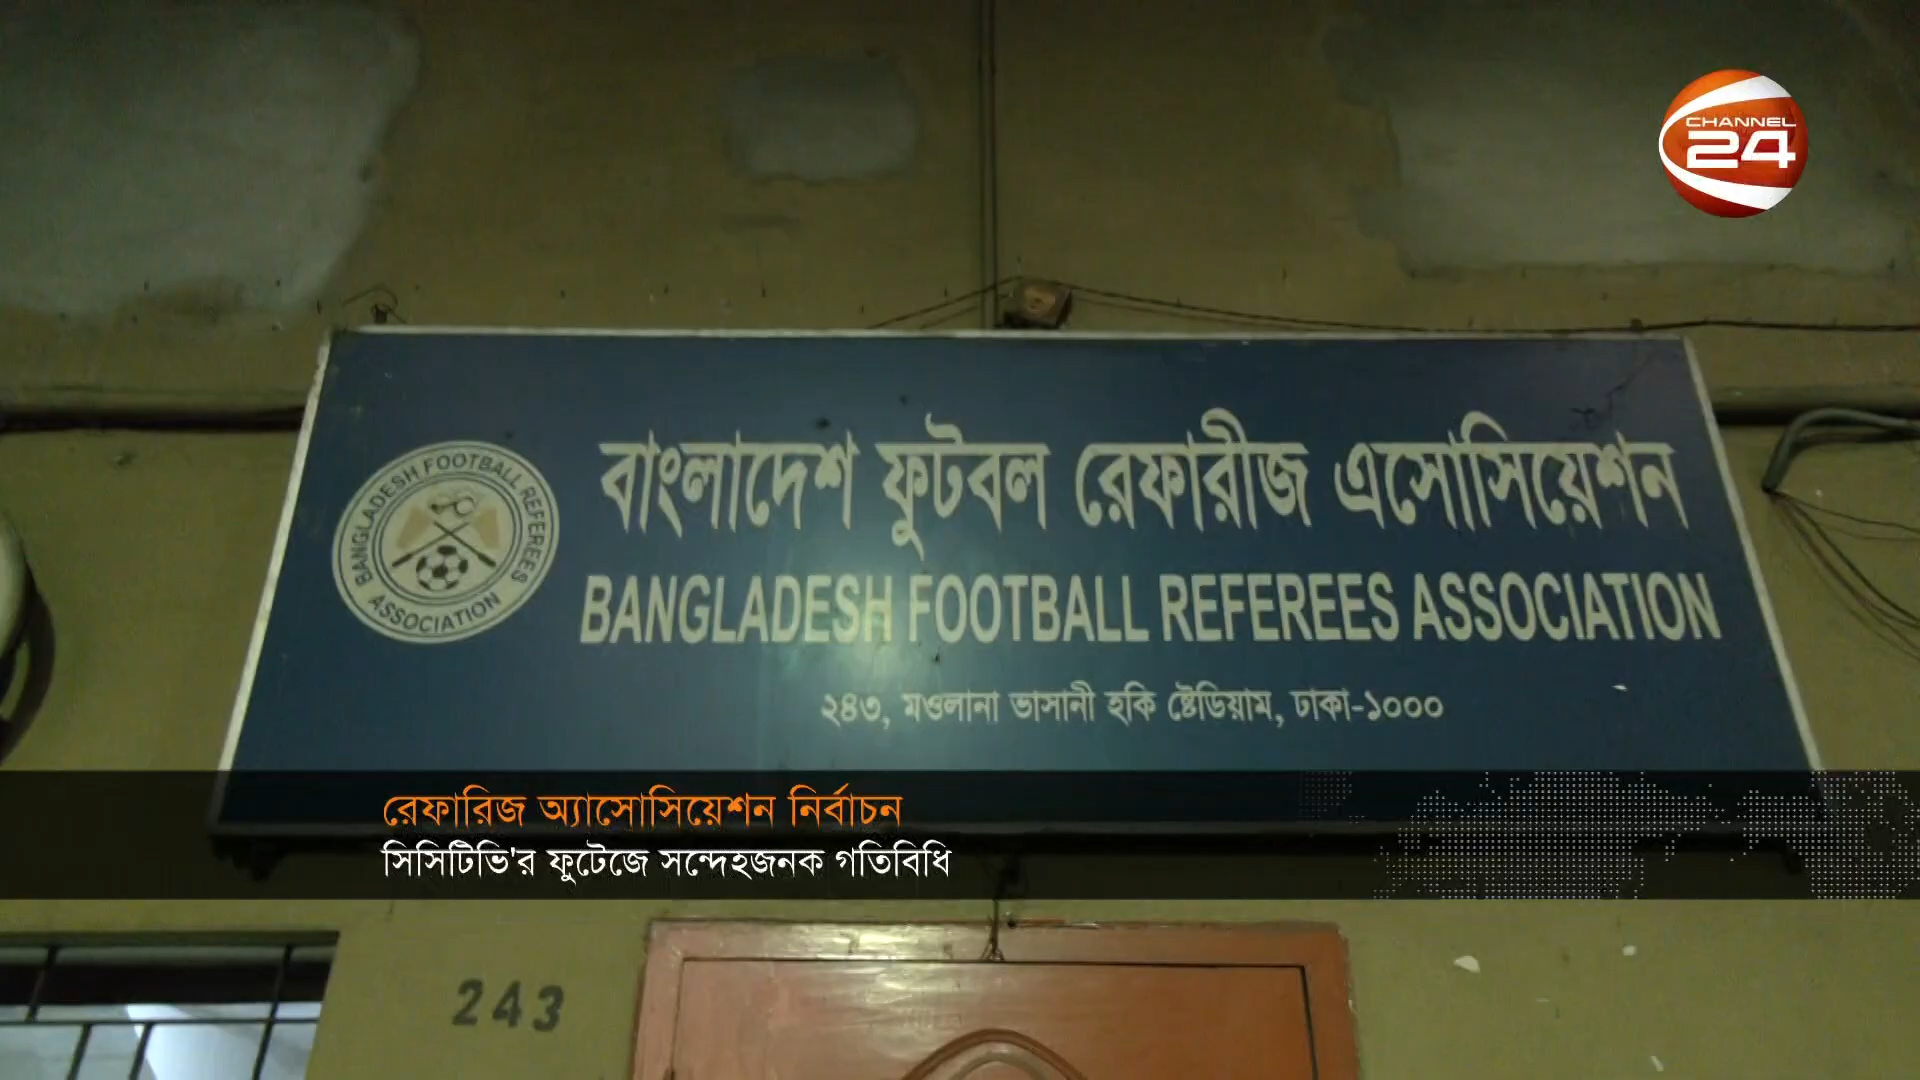 CHANNEL
24
বাংলাদেশ ফুটবল রেফারীজ এসোসিয়েশন
BANGLADESH FOOTBALL REFEREES ASSOCIATION
BANGLADESH FOOTBALL REFEREES ASSOCIATION
২৪৩, মওলানা ভাসানী হকি ষ্টেডিয়াম, ঢাকা-১০০০
রেফারিজ অ্যাসোসিয়েশন নির্বাচন
সিসিটিভি'র ফুটেজে সন্দেহজনক গতিবিধি
243